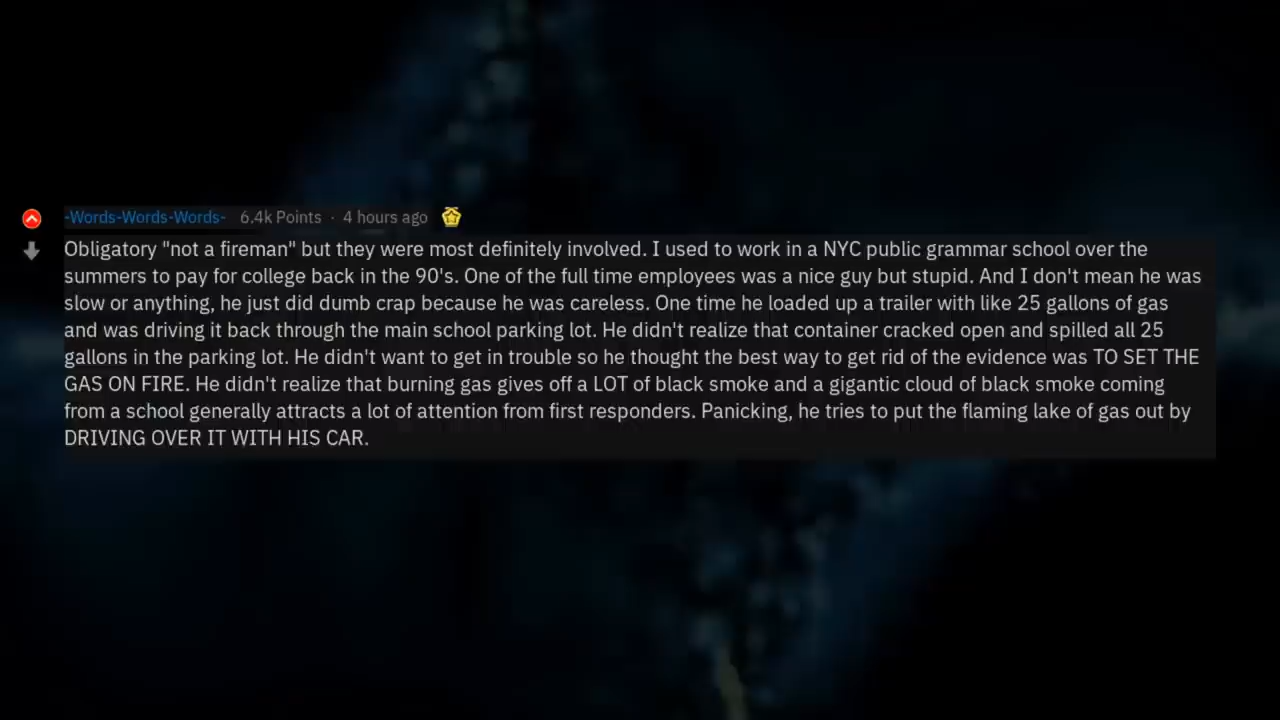 -Words-Words-Words- 6.4k Points · 4 hours ago
Obligatory "not a fireman" but they were most definitely involved. I used to work in a NYC public grammar school over the
summers to pay for college back in the 90's. One of the full time employees was a nice guy but stupid. And I don't mean he was
slow or anything, he just did dumb crap because he was careless. One time he loaded up a trailer with like 25 gallons of gas
and was driving it back through the main school parking lot. He didn't realize that container cracked open and spilled all 25
gallons in the parking lot. He didn't want to get in trouble so he thought the best way to get rid of the evidence was TO SET THE
GAS ON FIRE. He didn't realize that burning gas gives off a LOT of black smoke and a gigantic cloud of black smoke coming
from a school generally attracts a lot of attention from first responders. Panicking, he tries to put the flaming lake of gas out by
DRIVING OVER IT WITH HIS CAR.